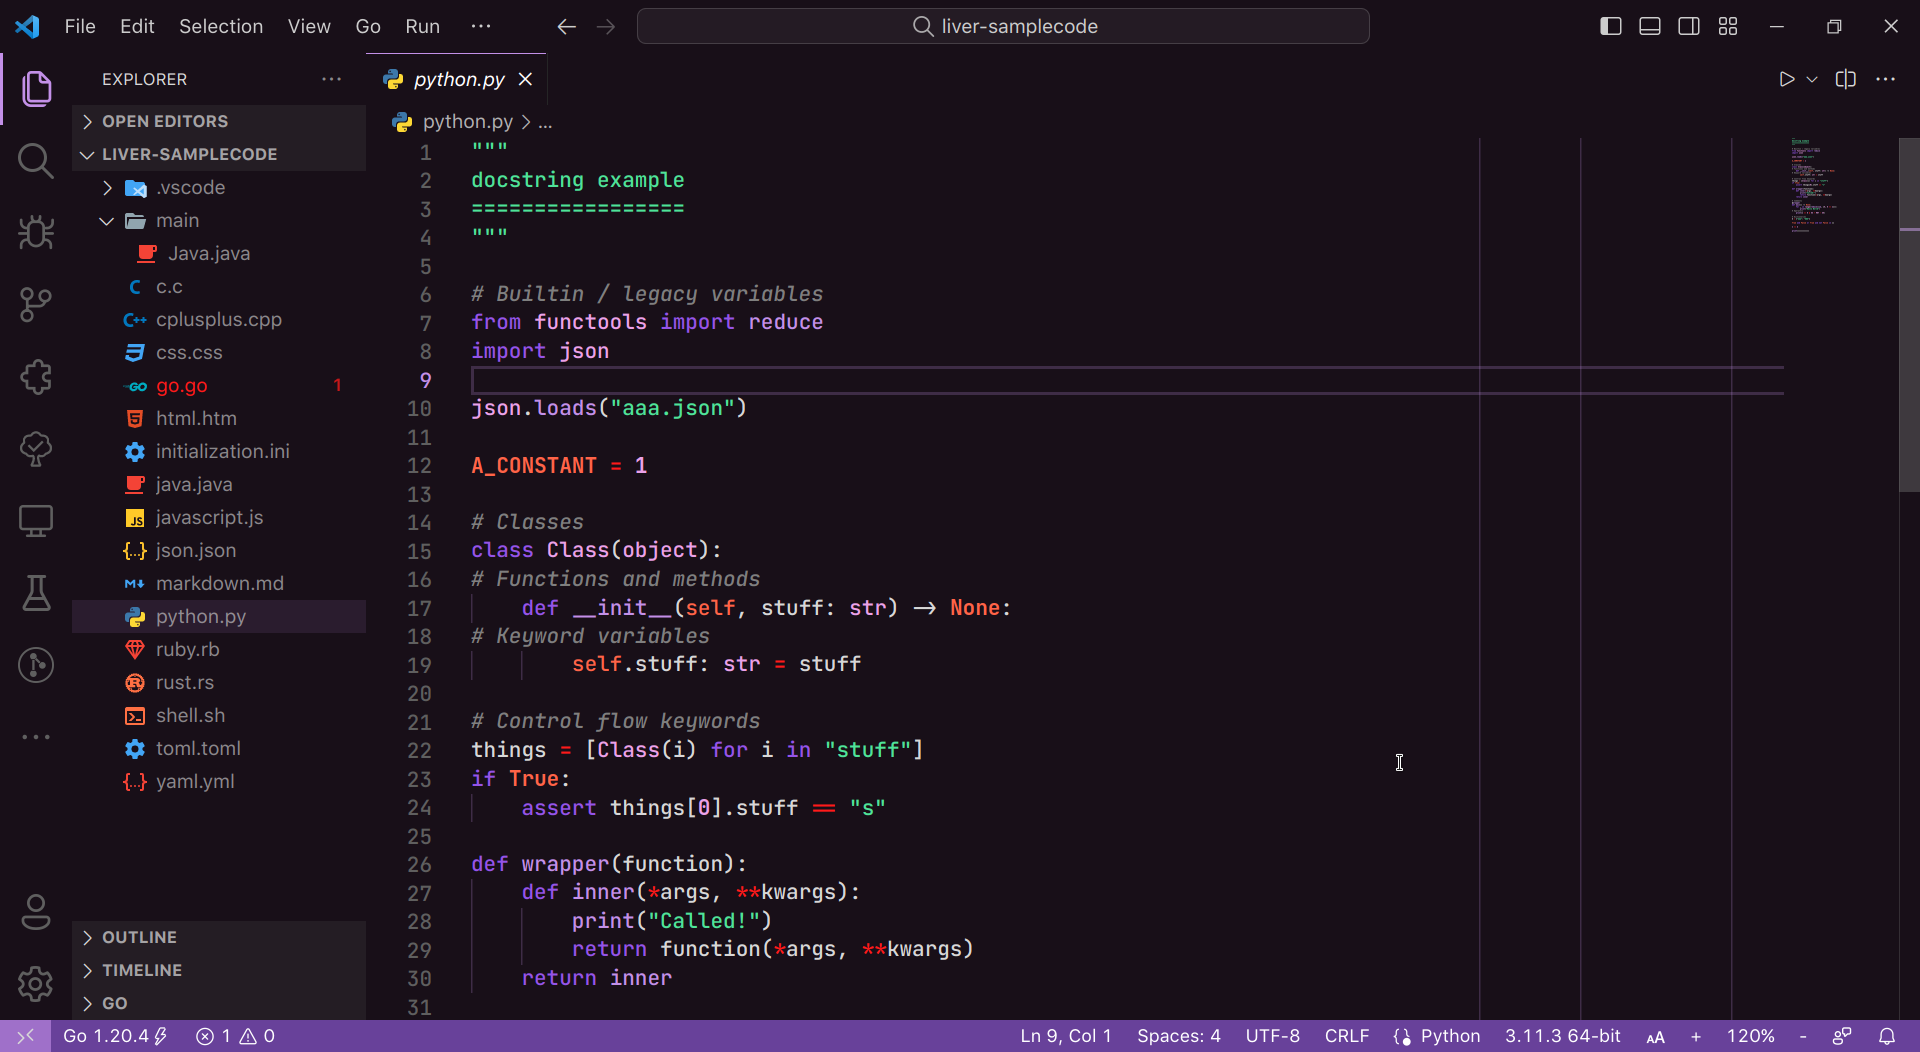 File Edit Selection View Go Run ···
liver-samplecode
EXPLORER ···
OPEN EDITORS
LIVER-SAMPLECODE
.vscode
main
Java.java
C c.c
C++ cplusplus.cpp
css.css
GO go.go 1
5 html.htm
initialization.ini
java.java
JS javascript.js
{..} json.json
M↓ markdown.md
python.py
ruby.rb
rust.rs
shell.sh
toml.toml
{..} yaml.yml
OUTLINE
TIMELINE
GO
python.py
python.py > ...
1 """
2 docstring example
3 =================
4 """
5
6 # Builtin / legacy variables
7 from functools import reduce
8 import json
9
10 json.loads("aaa.json")
11
12 A_CONSTANT = 1
13
14 # Classes
15 class Class(object):
16 # Functions and methods
17     def __init__(self, stuff: str) -> None:
18 # Keyword variables
19         self.stuff: str = stuff
20
21 # Control flow keywords
22 things = [Class(i) for i in "stuff"]
23 if True:
24     assert things[0].stuff == "s"
25
26 def wrapper(function):
27     def inner(*args, **kwargs):
28         print("Called!")
29         return function(*args, **kwargs)
30     return inner
31
Go 1.20.4 1 0 Ln 9, Col 1 Spaces: 4 UTF-8 CRLF {} Python 3.11.3 64-bit AA + 120% -